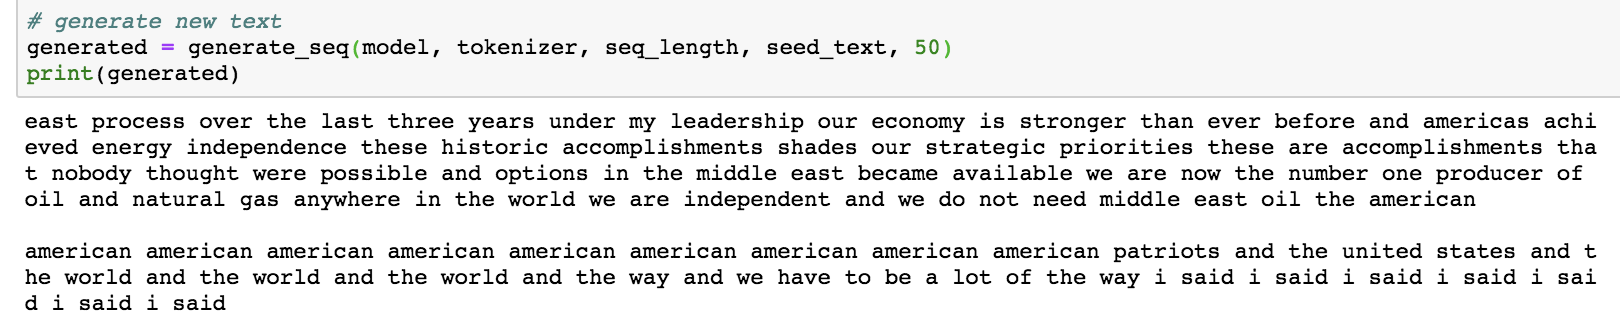 # generate new text
generated = generate_seq(model, tokenizer, seq_length, seed_text, 50)
print(generated)
east process over the last three years under my leadership our economy is stronger than ever before and americas achi
eved energy independence these historic accomplishments shades our strategic priorities these are accomplishments tha
t nobody thought were possible and options in the middle east became available we are now the number one producer of
oil and natural gas anywhere in the world we are independent and we do not need middle east oil the american
american american american american american american american american american patriots and the united states and t
he world and the world and the world and the way and we have to be a lot of the way i said i said i said i said i sai
d i said i said